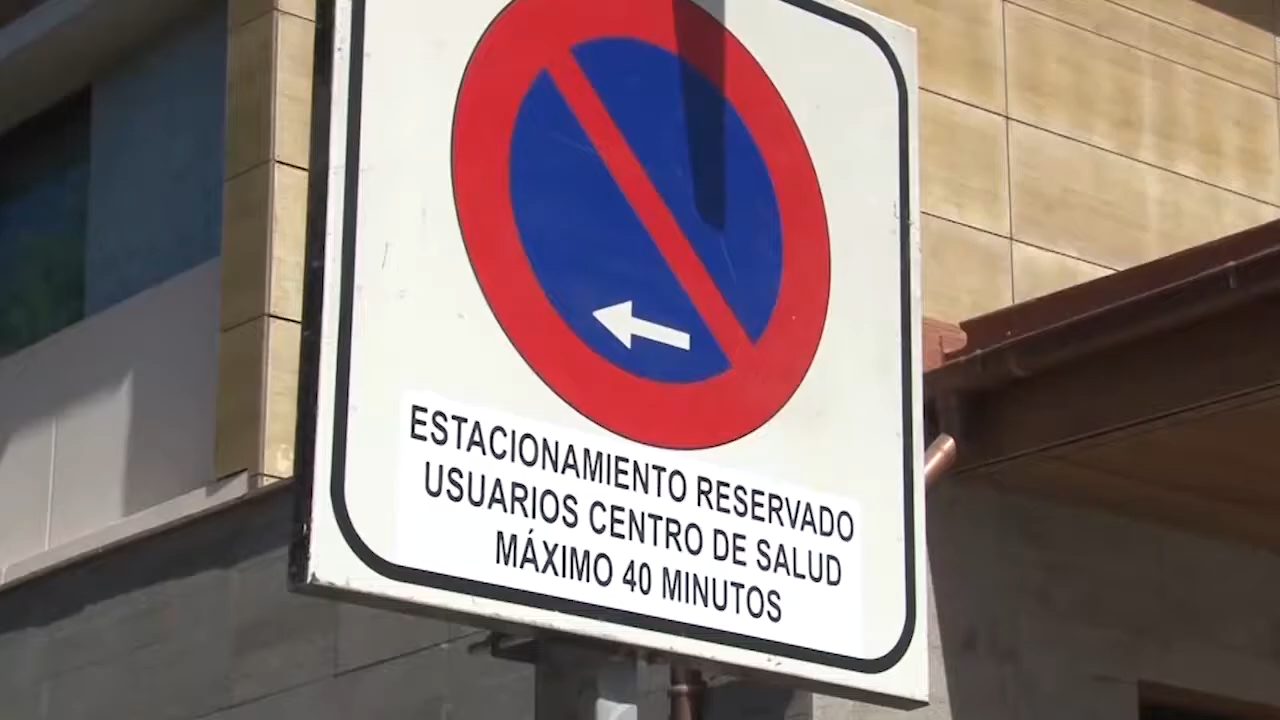 ESTACIONAMIENTO RESERVADO
USUARIOS CENTRO DE SALUD
MÁXIMO 40 MINUTOS